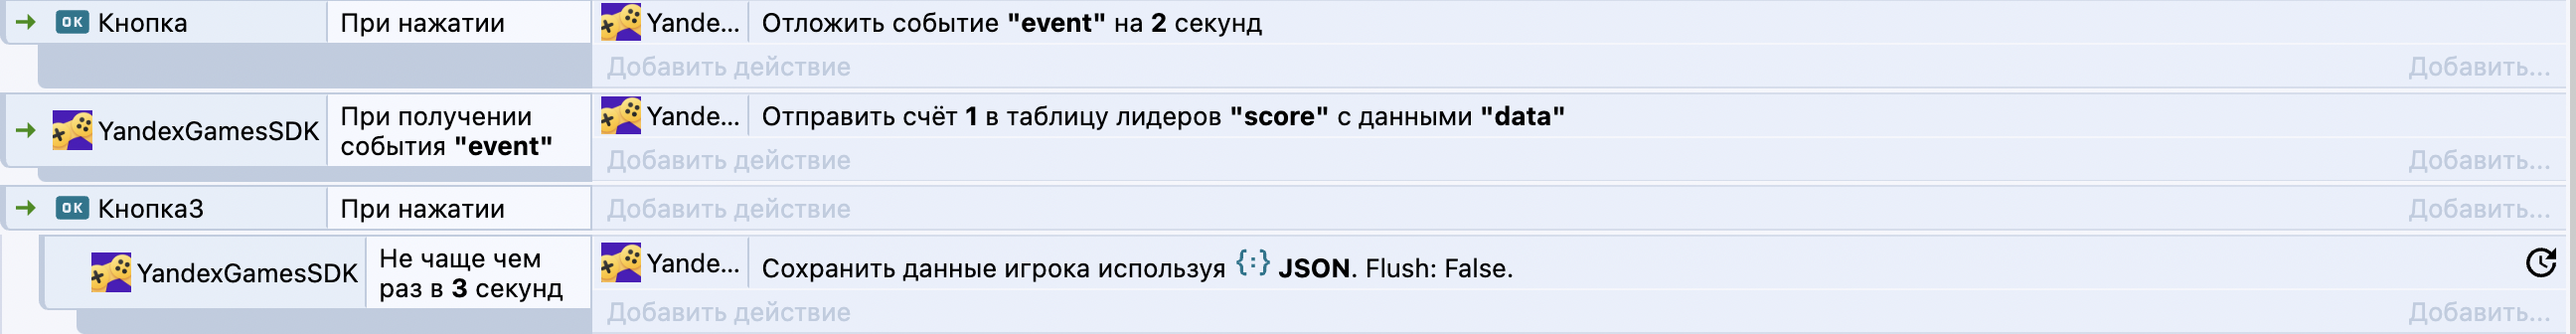 OK Кнопка При нажатии Yande... Отложить событие "event" на 2 секунд
Добавить действие Добавить...
YandexGamesSDK При получении события "event" Yande... Отправить счёт 1 в таблицу лидеров "score" с данными "data"
Добавить действие Добавить...
OK Кнопка3 При нажатии Добавить действие Добавить...
YandexGamesSDK Не чаще чем раз в 3 секунд Yande... Сохранить данные игрока используя {:} JSON. Flush: False.
Добавить действие Добавить...